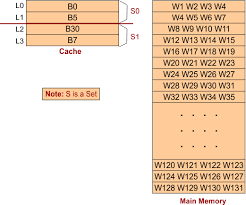 L0 B0 S0
L1 B5
L2 B30 S1
L3 B7
Cache
Note: S is a Set
W1 W2 W3 W4
W4 W5 W6 W7
W8 W9 W10 W11
W12 W13 W14 W15
W16 W17 W18 W19
W20 W21 W22 W23
W24 W25 W26 W27
W28 W29 W30 W31
W32 W33 W34 W35
. . . .
. . . .
. . . .
W120 W121 W122 W123
W124 W125 W126 W127
W128 W129 W130 W131
Main Memory